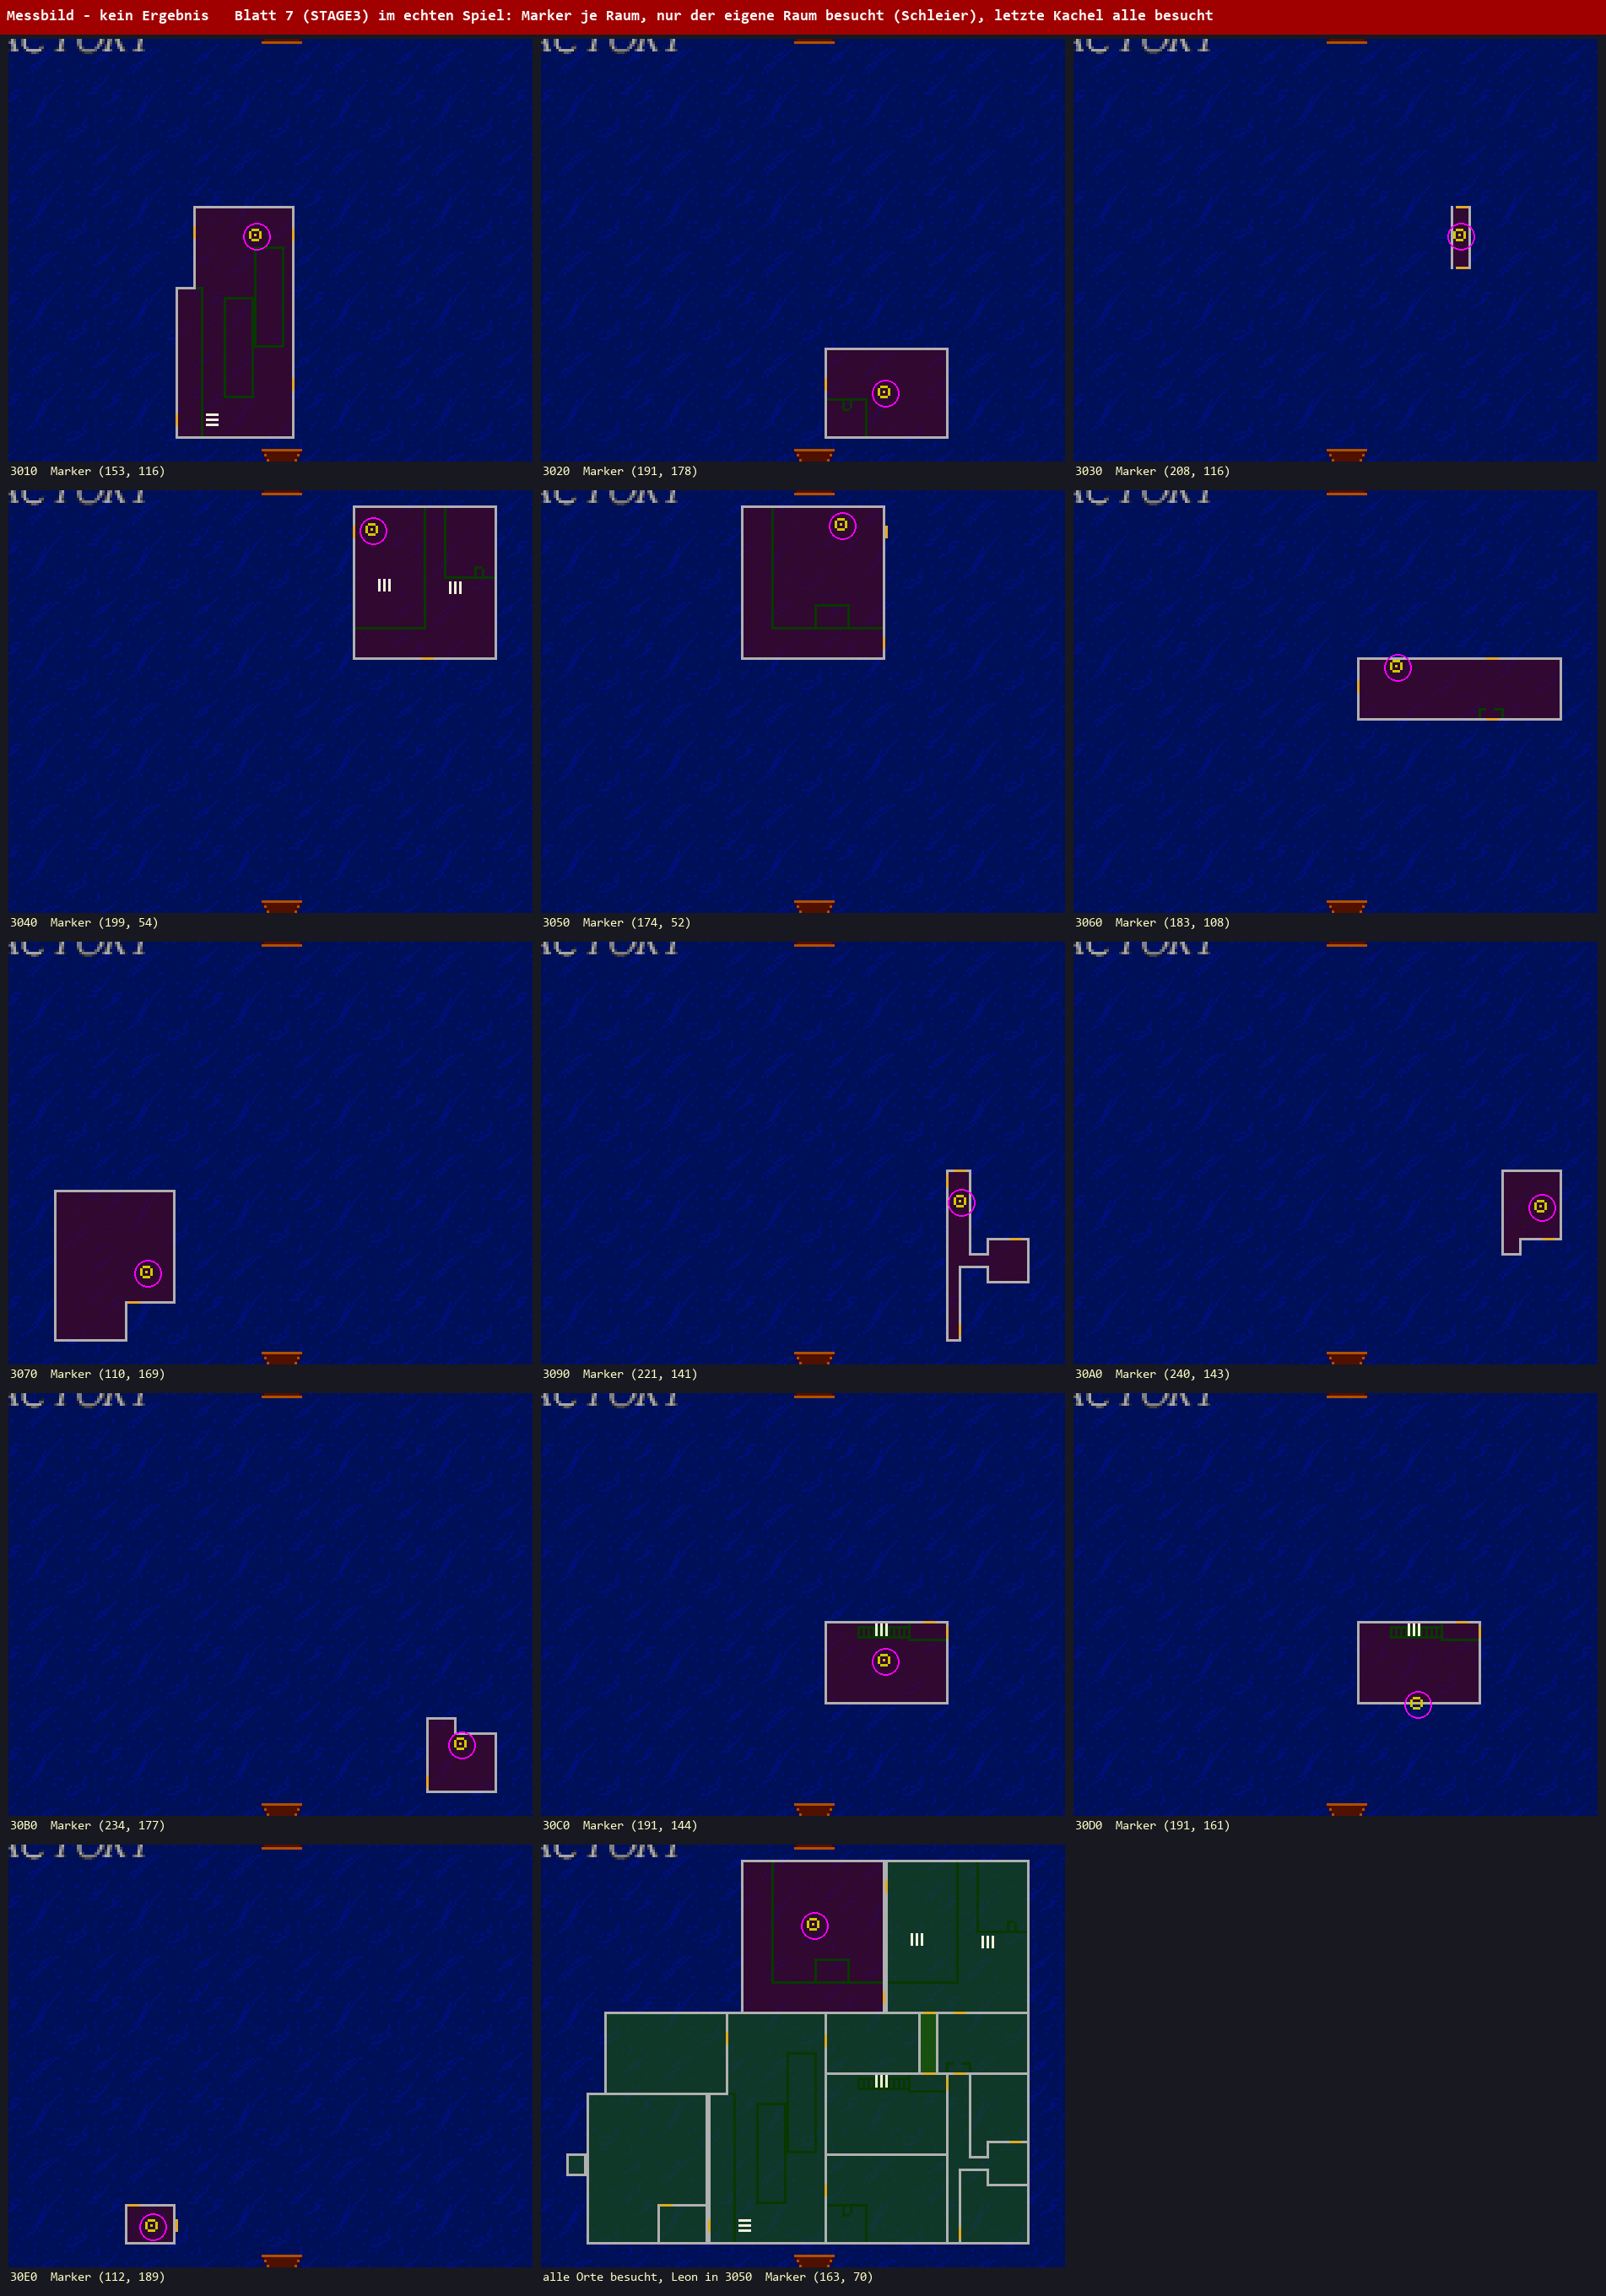 Messbild - kein Ergebnis   Blatt 7 (STAGE3) im echten Spiel: Marker je Raum, nur der eigene Raum besucht (Schleier), letzte Kachel alle besucht
3010  Marker (153, 116)
3020  Marker (191, 178)
3030  Marker (208, 116)
3040  Marker (199, 54)
3050  Marker (174, 52)
3060  Marker (183, 108)
3070  Marker (110, 169)
3090  Marker (221, 141)
30A0  Marker (240, 143)
30B0  Marker (234, 177)
30C0  Marker (191, 144)
30D0  Marker (191, 161)
30E0  Marker (112, 189)
alle Orte besucht, Leon in 3050  Marker (163, 70)